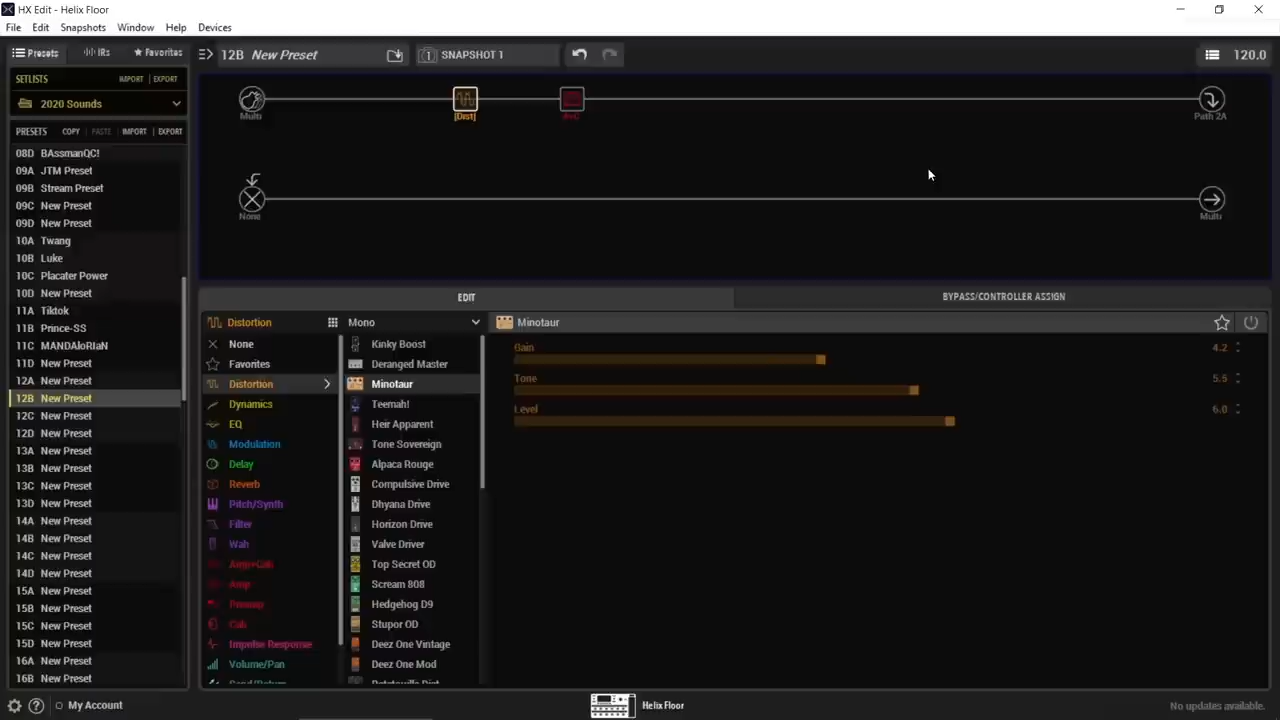 HX Edit - Helix Floor
File Edit Snapshots Window Help Devices
Presets IRs Favorites
12B New Preset
1 SNAPSHOT 1
120.0
SETLISTS IMPORT EXPORT
2020 Sounds
PRESETS COPY PASTE IMPORT EXPORT
08D BAssmanQC!
09A JTM Preset
09B Stream Preset
09C New Preset
09D New Preset
10A Twang
10B Luke
10C Placater Power
10D New Preset
11A Tiktok
11B Prince-SS
11C MANDAloRIaN
11D New Preset
12A New Preset
12B New Preset
12C New Preset
12D New Preset
13A New Preset
13B New Preset
13C New Preset
13D New Preset
14A New Preset
14B New Preset
14C New Preset
14D New Preset
15A New Preset
15B New Preset
15C New Preset
15D New Preset
16A New Preset
16B New Preset
Multi
[Dist]
A+C
Path 2A
None
Multi
EDIT
BYPASS/CONTROLLER ASSIGN
Distortion
None
Favorites
Distortion
Dynamics
EQ
Modulation
Delay
Reverb
Pitch/Synth
Filter
Wah
Amp+Cab
Amp
Preamp
Cab
Impulse Response
Volume/Pan
Send/Return
Mono
Kinky Boost
Deranged Master
Minotaur
Teemah!
Heir Apparent
Tone Sovereign
Alpaca Rouge
Compulsive Drive
Dhyana Drive
Horizon Drive
Valve Driver
Top Secret OD
Scream 808
Hedgehog D9
Stupor OD
Deez One Vintage
Deez One Mod
Ratatouille Dist
Minotaur
Gain 4.2
Tone 5.5
Level 6.0
My Account
Helix Floor
No updates available.